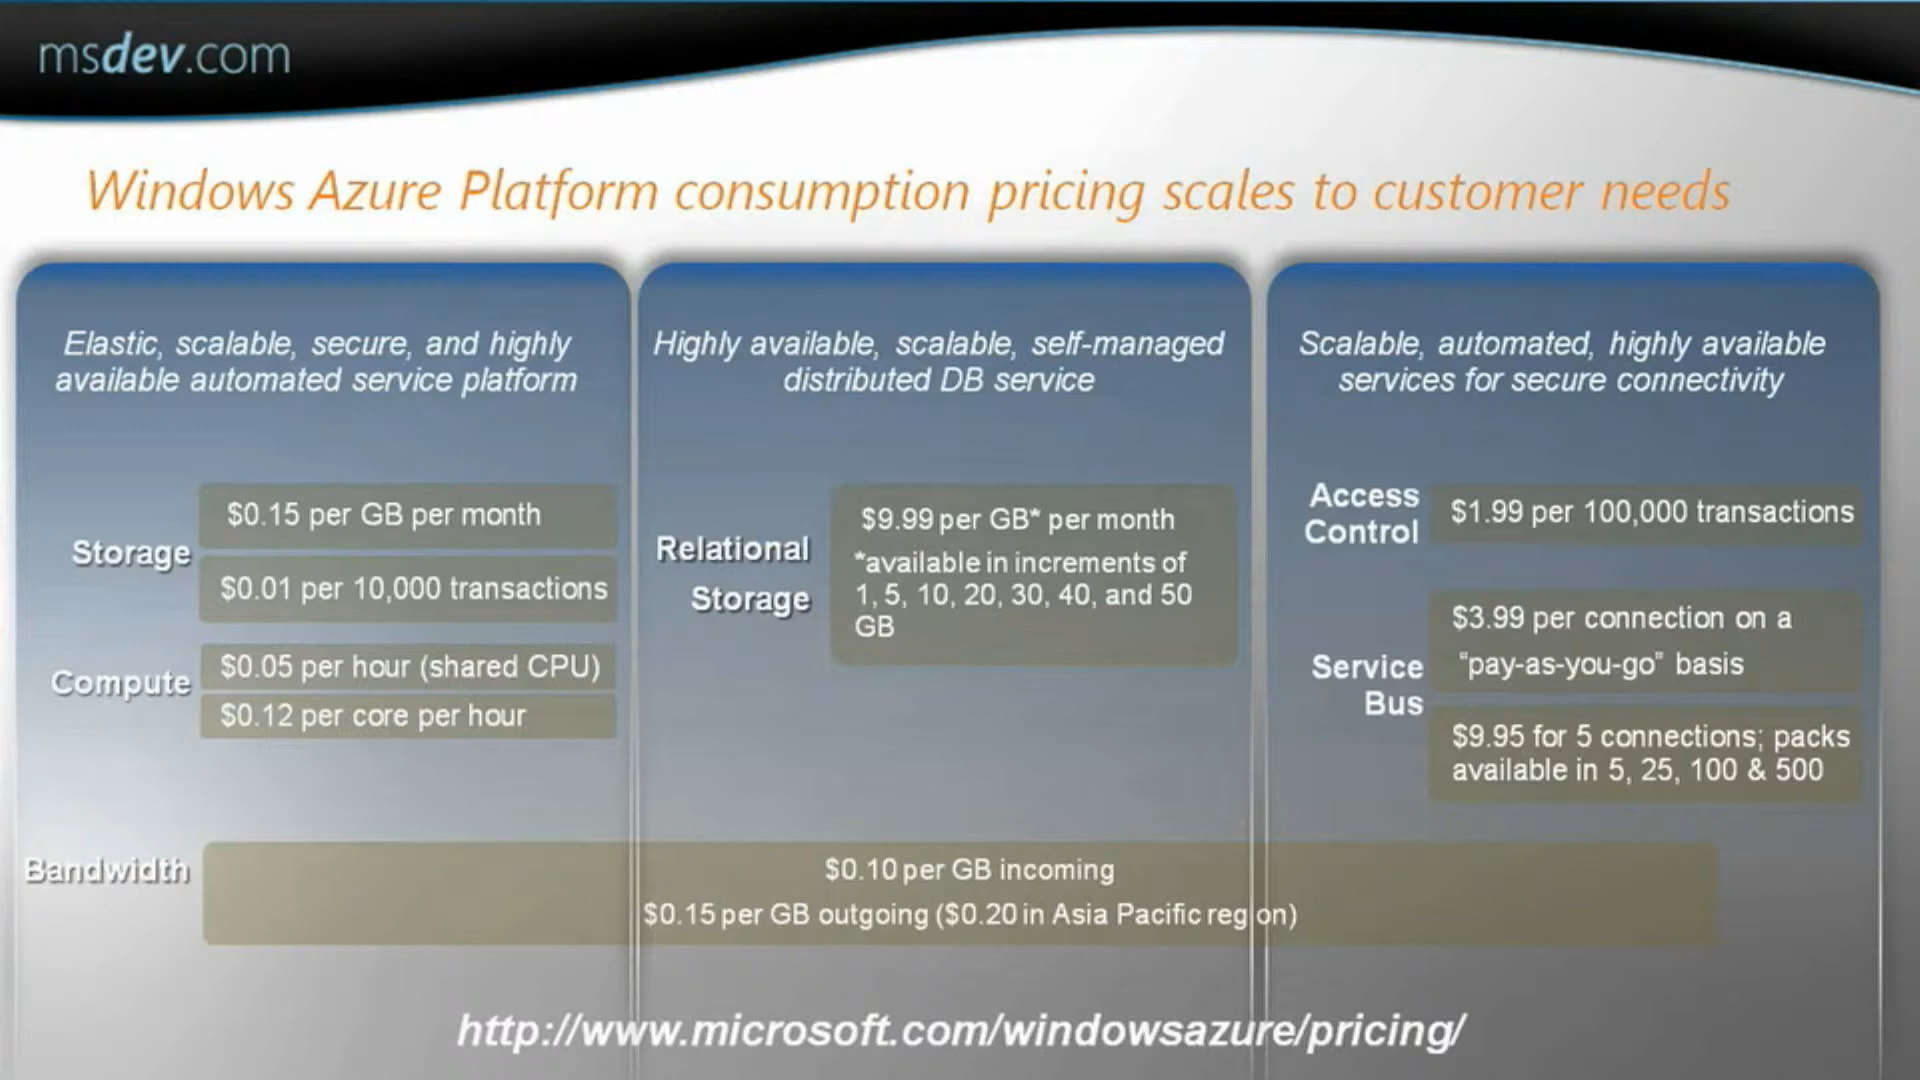 msdev.com
Windows Azure Platform consumption pricing scales to customer needs
Elastic, scalable, secure, and highly
available automated service platform
Storage
$0.15 per GB per month
$0.01 per 10,000 transactions
Compute
$0.05 per hour (shared CPU)
$0.12 per core per hour
Highly available, scalable, self-managed
distributed DB service
Relational
Storage
$9.99 per GB* per month
*available in increments of
1, 5, 10, 20, 30, 40, and 50
GB
Scalable, automated, highly available
services for secure connectivity
Access
Control
$1.99 per 100,000 transactions
Service
Bus
$3.99 per connection on a
“pay-as-you-go” basis
$9.95 for 5 connections; packs
available in 5, 25, 100 & 500
Bandwidth
$0.10 per GB incoming
$0.15 per GB outgoing ($0.20 in Asia Pacific region)
http://www.microsoft.com/windowsazure/pricing/